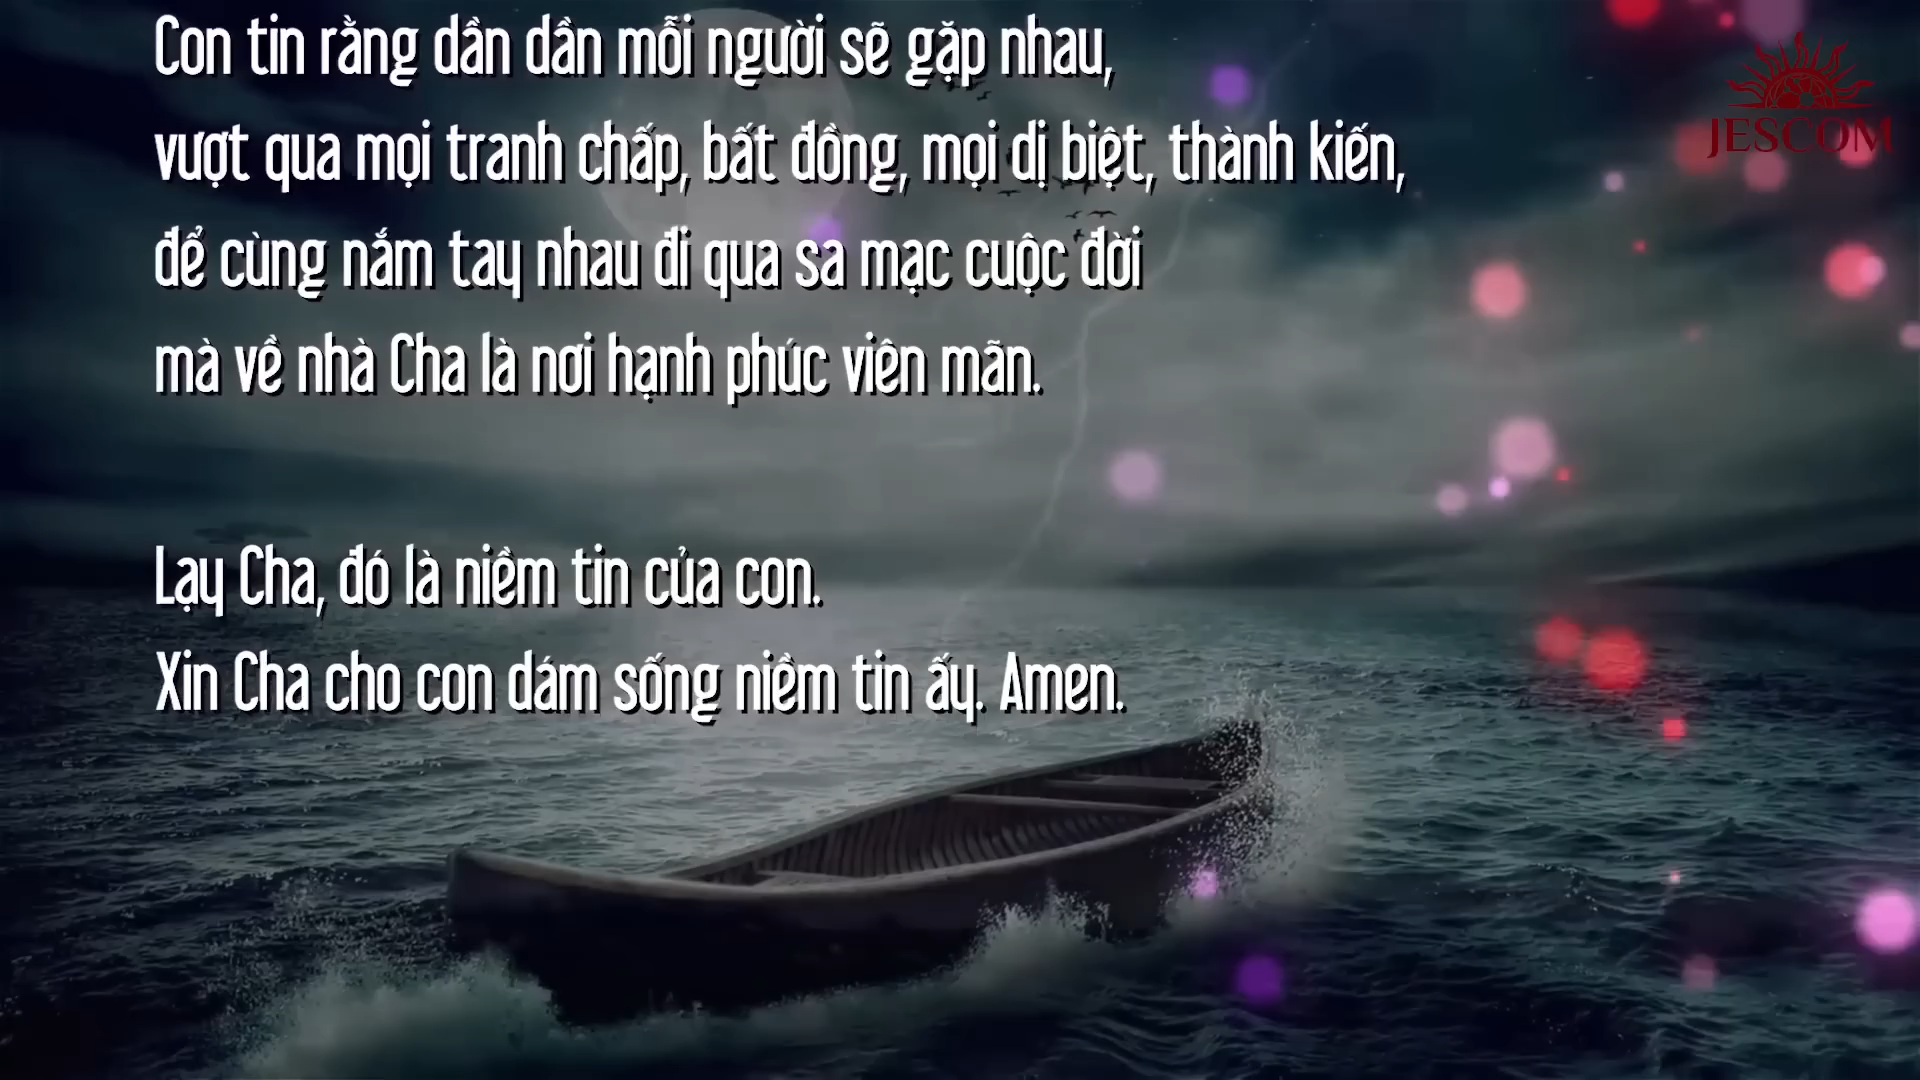 Con tin rằng dần dần mỗi người sẽ gặp nhau,
vượt qua mọi tranh chấp, bất đồng, mọi dị biệt, thành kiến,
để cùng nắm tay nhau đi qua sa mạc cuộc đời
mà về nhà Cha là nơi hạnh phúc viên mãn.
Lạy Cha, đó là niềm tin của con.
Xin Cha cho con dám sống niềm tin ấy. Amen.
JESCOM